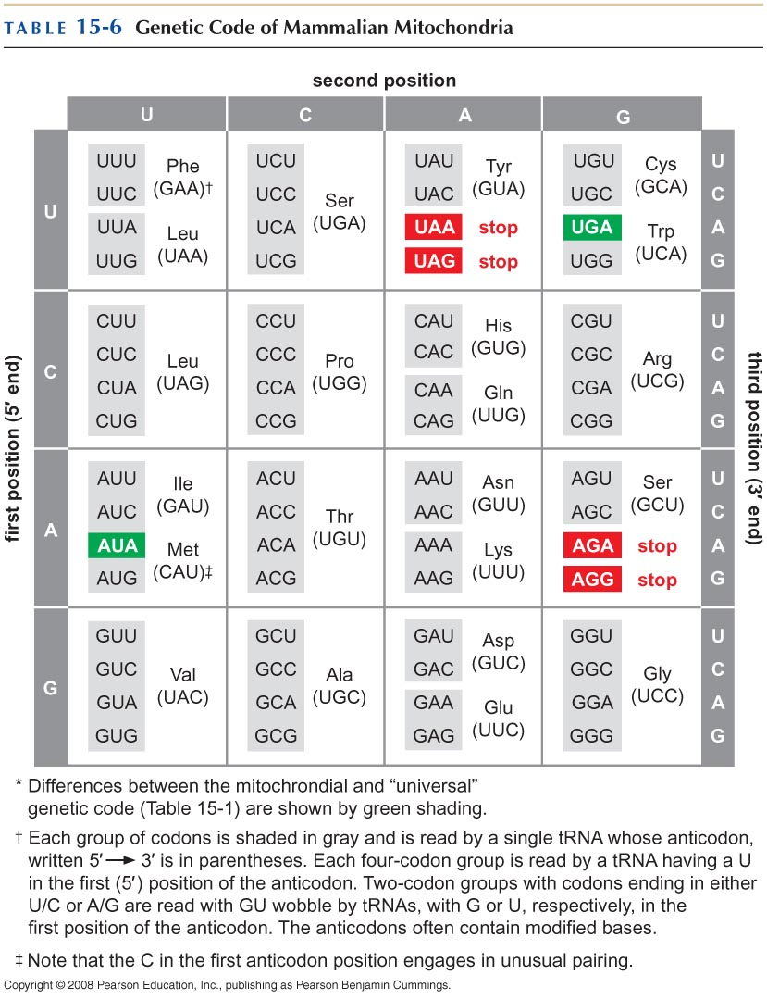 TABLE 15-6 Genetic Code of Mammalian Mitochondria
second position
U C A G
first position (5′ end)
third position (3′ end)
U
UUU UCU UAU UGU U
Phe (GAA)† Ser (UGA) Tyr (GUA) Cys (GCA)
UUC UCC UAC UGC C
UUA UCA UAA stop UGA A
Leu (UAA) Trp (UCA)
UUG UCG UAG stop UGG G
C
CUU CCU CAU CGU U
Leu (UAG) Pro (UGG) His (GUG) Arg (UCG)
CUC CCC CAC CGC C
CUA CCA CAA CGA A
Gln (UUG)
CUG CCG CAG CGG G
A
AUU ACU AAU AGU U
Ile (GAU) Thr (UGU) Asn (GUU) Ser (GCU)
AUC ACC AAC AGC C
AUA ACA AAA AGA stop A
Met (CAU)‡ Lys (UUU)
AUG ACG AAG AGG stop G
G
GUU GCU GAU GGU U
Val (UAC) Ala (UGC) Asp (GUC) Gly (UCC)
GUC GCC GAC GGC C
GUA GCA GAA GGA A
Glu (UUC)
GUG GCG GAG GGG G
* Differences between the mitochrondial and “universal”
genetic code (Table 15-1) are shown by green shading.
† Each group of codons is shaded in gray and is read by a single tRNA whose anticodon,
written 5′→ 3′ is in parentheses. Each four-codon group is read by a tRNA having a U
in the first (5′) position of the anticodon. Two-codon groups with codons ending in either
U/C or A/G are read with GU wobble by tRNAs, with G or U, respectively, in the
first position of the anticodon. The anticodons often contain modified bases.
‡ Note that the C in the first anticodon position engages in unusual pairing.
Copyright © 2008 Pearson Education, Inc., publishing as Pearson Benjamin Cummings.